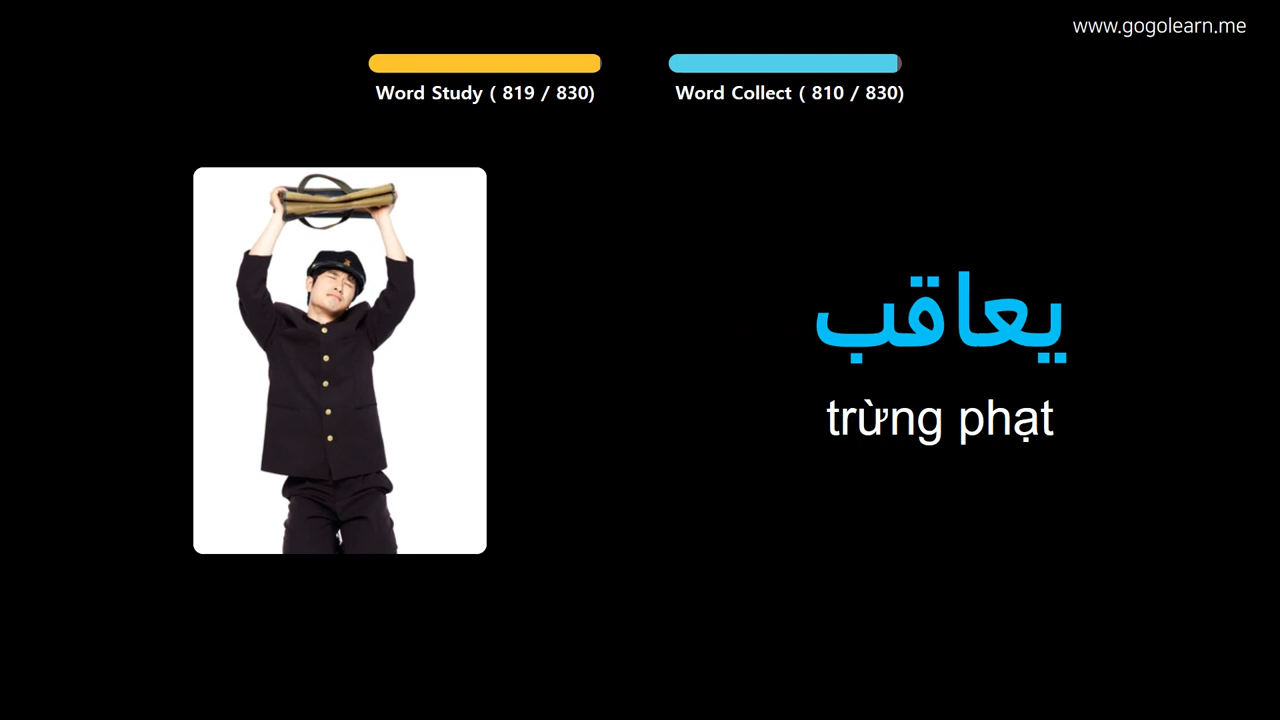 www.gogolearn.me
Word Study ( 819 / 830)
Word Collect ( 810 / 830)
يعاقب
trừng phạt